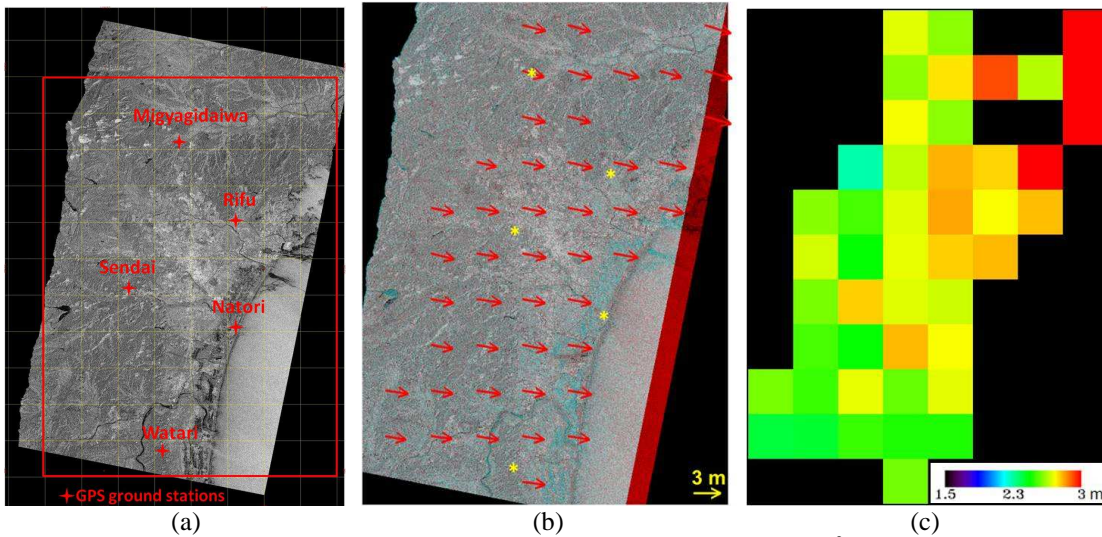 Migyagidaiwa
Rifu
Sendai
Natori
Watari
GPS ground stations
3 m
1.5 2.3 3 m
(a) (b) (c)